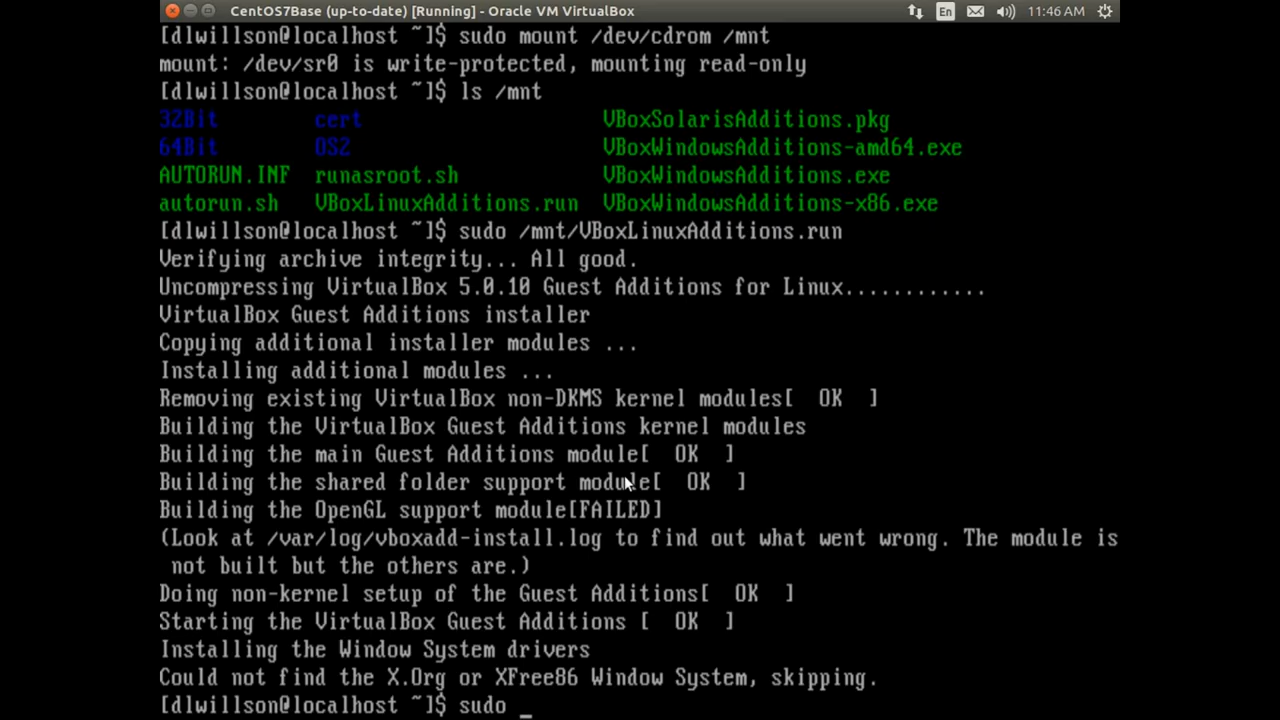 CentOS7Base (up-to-date) [Running] - Oracle VM VirtualBox En 11:46 AM
[dlwillson@localhost ~]$ sudo mount /dev/cdrom /mnt
mount: /dev/sr0 is write-protected, mounting read-only
[dlwillson@localhost ~]$ ls /mnt
32Bit cert VBoxSolarisAdditions.pkg
64Bit OS2 VBoxWindowsAdditions-amd64.exe
AUTORUN.INF runasroot.sh VBoxWindowsAdditions.exe
autorun.sh VBoxLinuxAdditions.run VBoxWindowsAdditions-x86.exe
[dlwillson@localhost ~]$ sudo /mnt/VBoxLinuxAdditions.run
Verifying archive integrity... All good.
Uncompressing VirtualBox 5.0.10 Guest Additions for Linux............
VirtualBox Guest Additions installer
Copying additional installer modules ...
Installing additional modules ...
Removing existing VirtualBox non-DKMS kernel modules[  OK  ]
Building the VirtualBox Guest Additions kernel modules
Building the main Guest Additions module[  OK  ]
Building the shared folder support module[  OK  ]
Building the OpenGL support module[FAILED]
(Look at /var/log/vboxadd-install.log to find out what went wrong. The module is
 not built but the others are.)
Doing non-kernel setup of the Guest Additions[  OK  ]
Starting the VirtualBox Guest Additions [  OK  ]
Installing the Window System drivers
Could not find the X.Org or XFree86 Window System, skipping.
[dlwillson@localhost ~]$ sudo _